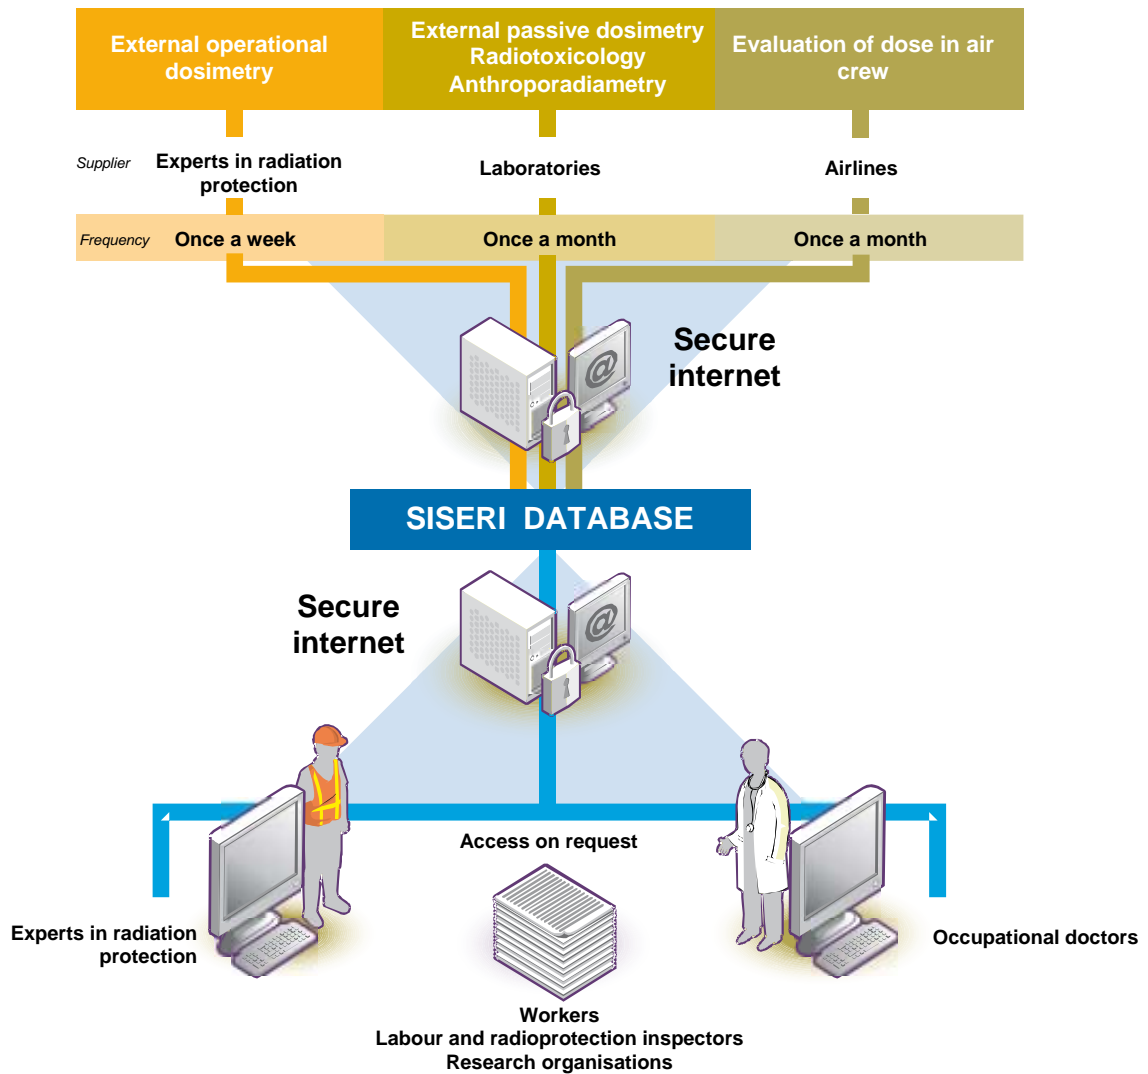 External operational
dosimetry
External passive dosimetry
Radiotoxicology
Anthroporadiametry
Evaluation of dose in air
crew
Supplier
Experts in radiation
protection
Laboratories
Airlines
Frequency
Once a week
Once a month
Once a month
@
Secure
internet
SISERI DATABASE
Secure
internet
@
Access on request
Experts in radiation
protection
Occupational doctors
Workers
Labour and radioprotection inspectors
Research organisations